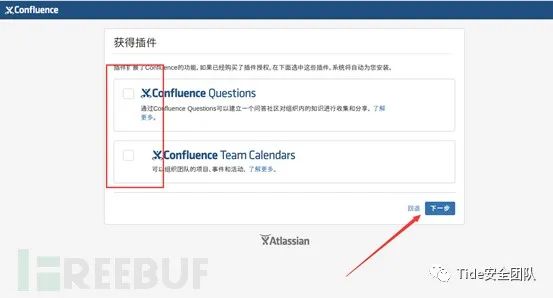 Confluence
获得插件
插件扩展了Confluence的功能, 如果已经购买了插件授权, 在下面选中这些插件, 系统将自动为您安装。
Confluence Questions
通过Confluence Questions可以建立一个问答社区对组织内的知识进行收集和分享. 了解
更多。
Confluence Team Calendars
可以组织团队的项目, 事件和活动. 了解更多。
回退 下一步
Atlassian
FREEBUF
Tide安全团队